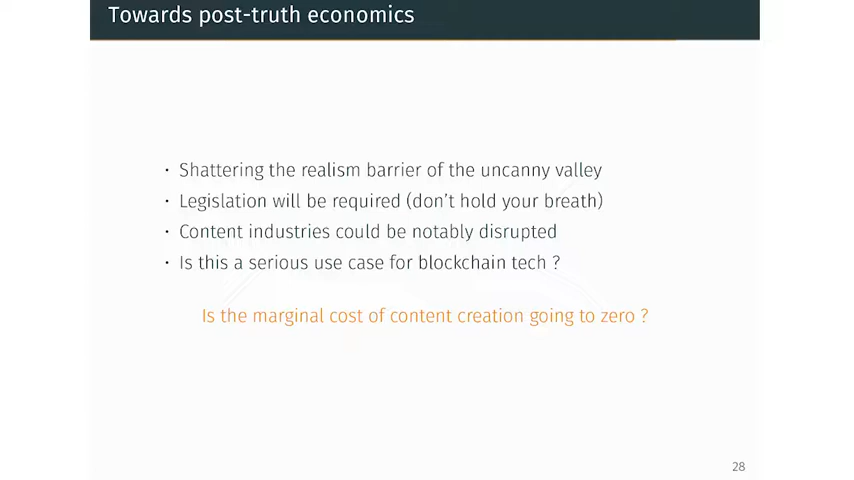 Towards post-truth economics
• Shattering the realism barrier of the uncanny valley
• Legislation will be required (don't hold your breath)
• Content industries could be notably disrupted
• Is this a serious use case for blockchain tech ?
Is the marginal cost of content creation going to zero ?
28